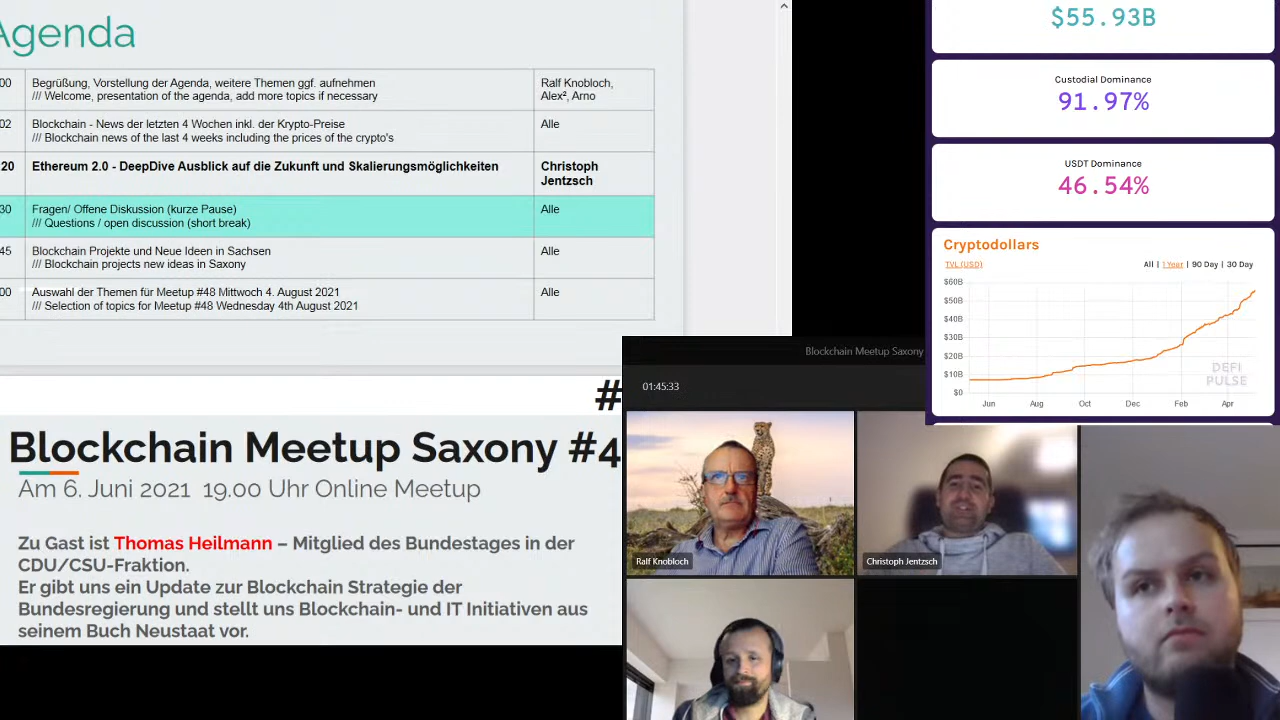 Agenda
00
Begrüßung, Vorstellung der Agenda, weitere Themen ggf. aufnehmen
/// Welcome, presentation of the agenda, add more topics if necessary
Ralf Knobloch,
Alex², Arno
02
Blockchain - News der letzten 4 Wochen inkl. der Krypto-Preise
/// Blockchain news of the last 4 weeks including the prices of the crypto's
Alle
20
Ethereum 2.0 - DeepDive Ausblick auf die Zukunft und Skalierungsmöglichkeiten
Christoph
Jentzsch
30
Fragen/ Offene Diskussion (kurze Pause)
/// Questions / open discussion (short break)
Alle
45
Blockchain Projekte und Neue Ideen in Sachsen
/// Blockchain projects new ideas in Saxony
Alle
00
Auswahl der Themen für Meetup #48 Mittwoch 4. August 2021
/// Selection of topics for Meetup #48 Wednesday 4th August 2021
Alle
#
Blockchain Meetup Saxony #4
Am 6. Juni 2021 19.00 Uhr Online Meetup
Zu Gast ist Thomas Heilmann – Mitglied des Bundestages in der
CDU/CSU-Fraktion.
Er gibt uns ein Update zur Blockchain Strategie der
Bundesregierung und stellt uns Blockchain- und IT Initiativen aus
seinem Buch Neustaat vor.
$55.93B
Custodial Dominance
91.97%
USDT Dominance
46.54%
Cryptodollars
TVL (USD)
All | 1 Year | 90 Day | 30 Day
$60B
$50B
$40B
$30B
$20B
$10B
$0
DEFI
PULSE
Jun Aug Oct Dec Feb Apr
Blockchain Meetup Saxony
01:45:33
Ralf Knobloch
Christoph Jentzsch